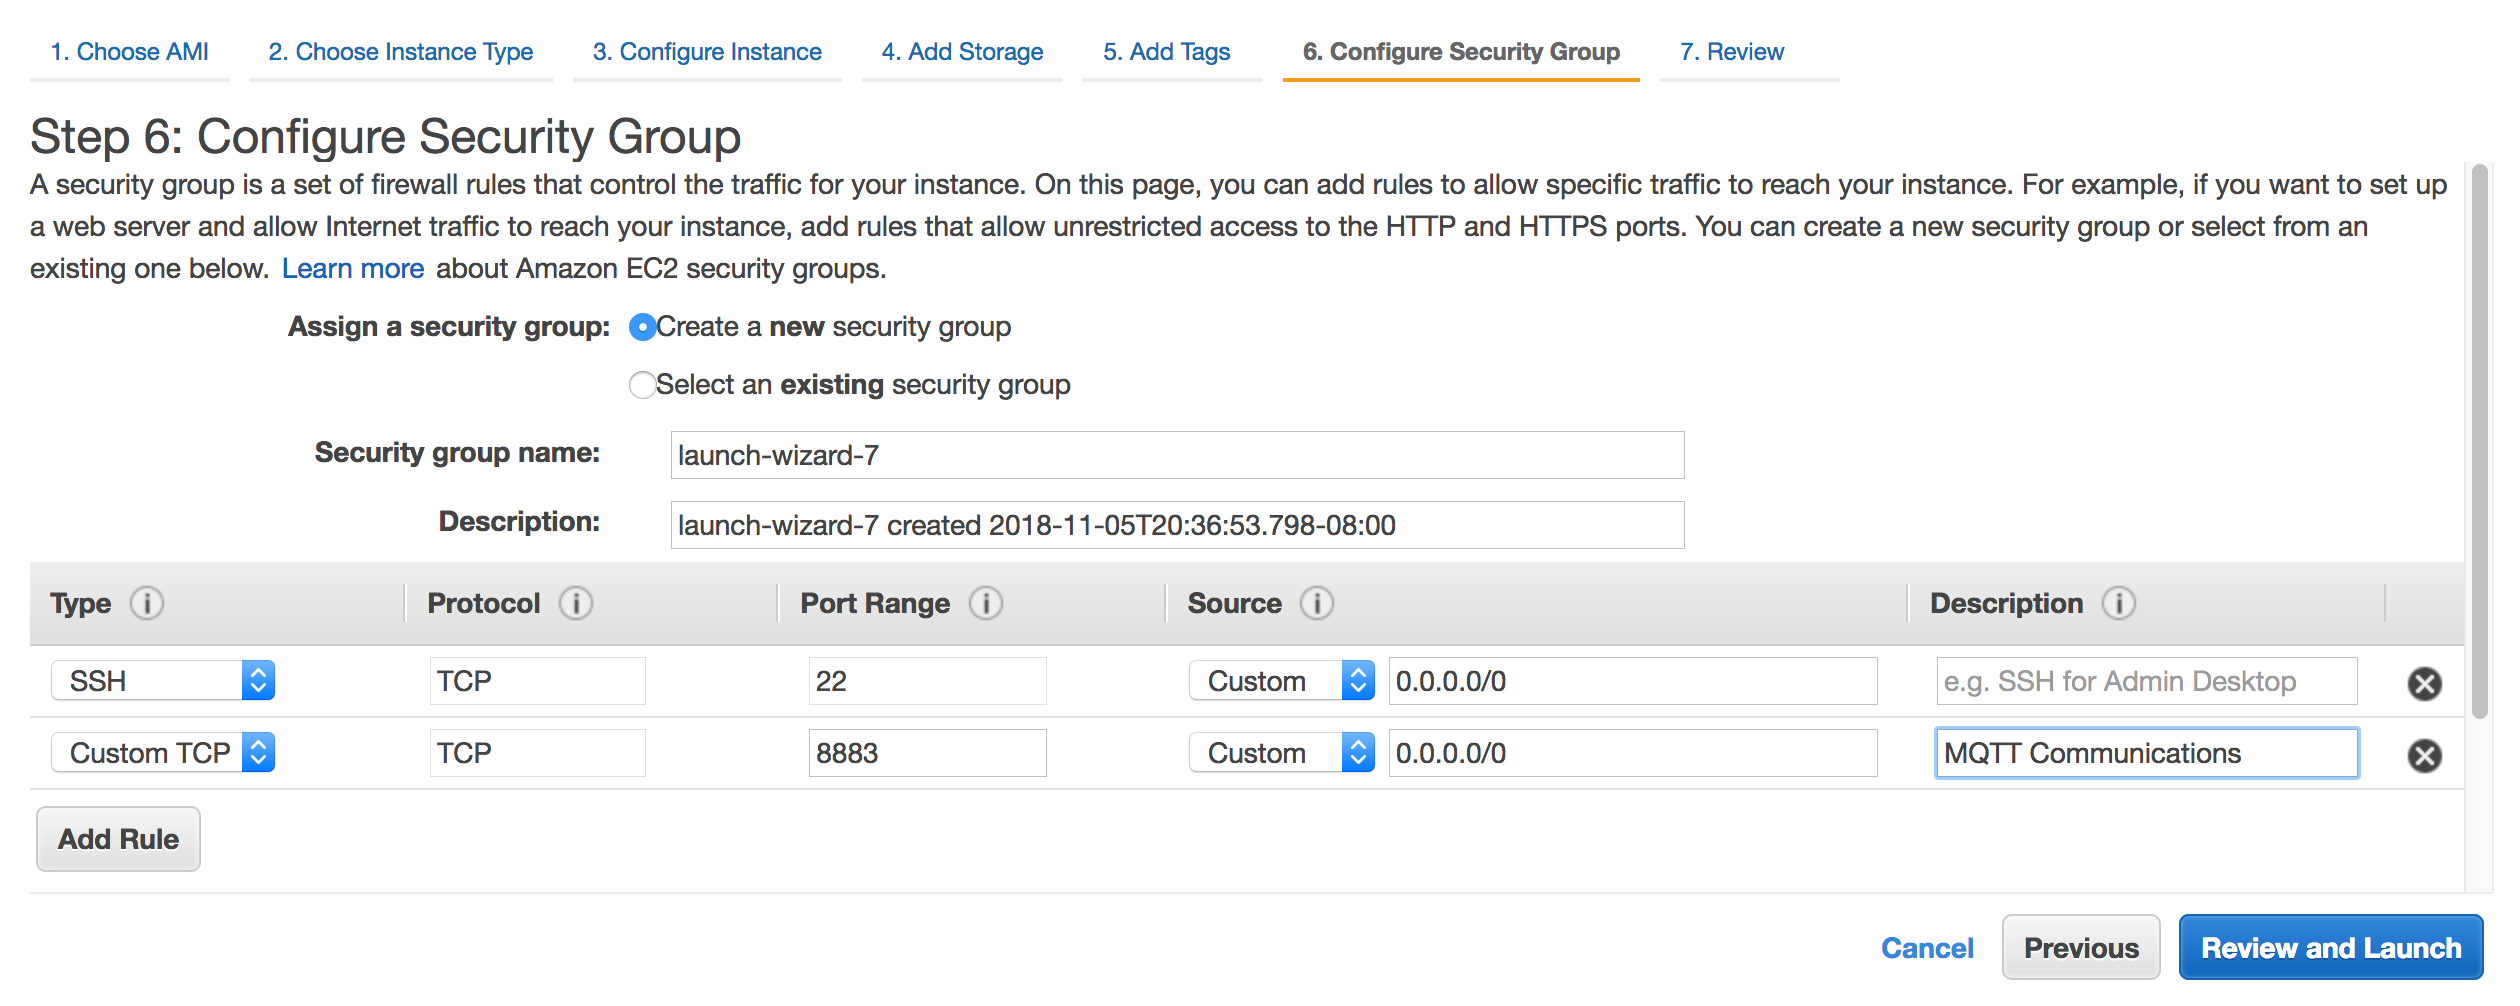 1. Choose AMI 2. Choose Instance Type 3. Configure Instance 4. Add Storage 5. Add Tags 6. Configure Security Group 7. Review
Step 6: Configure Security Group
A security group is a set of firewall rules that control the traffic for your instance. On this page, you can add rules to allow specific traffic to reach your instance. For example, if you want to set up
a web server and allow Internet traffic to reach your instance, add rules that allow unrestricted access to the HTTP and HTTPS ports. You can create a new security group or select from an
existing one below. Learn more about Amazon EC2 security groups.
Assign a security group: Create a new security group
Select an existing security group
Security group name: launch-wizard-7
Description: launch-wizard-7 created 2018-11-05T20:36:53.798-08:00
Type i Protocol i Port Range i Source i Description i
SSH TCP 22 Custom 0.0.0.0/0 e.g. SSH for Admin Desktop
Custom TCP TCP 8883 Custom 0.0.0.0/0 MQTT Communications
Add Rule
Cancel Previous Review and Launch